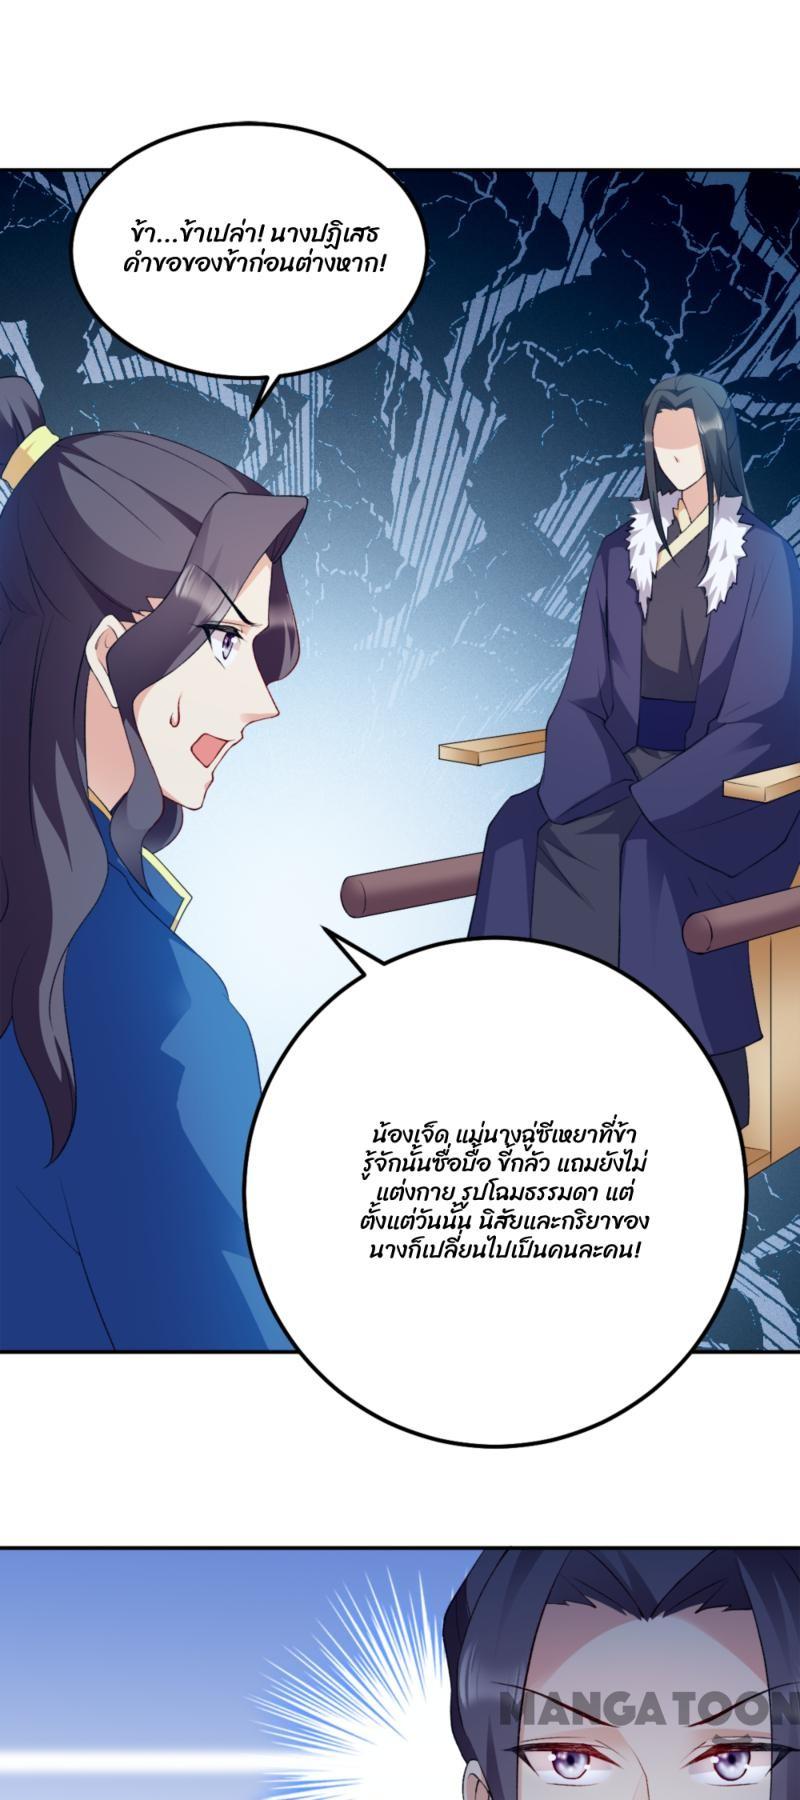 ข้า...ข้าเปล่า! นางปฏิเสธ
คำขอของข้าก่อนต่างหาก!
น้องเจ็ด แม่นางฉู่ซีเหยาที่ข้า
รู้จักนั้นซื่อบื้อ ขี้กลัว แถมยังไม่
แต่งกาย รูปโฉมธรรมดา แต่
ตั้งแต่วันนั้น นิสัยและกริยาของ
นางก็เปลี่ยนไปเป็นคนละคน!
MANGA TOON